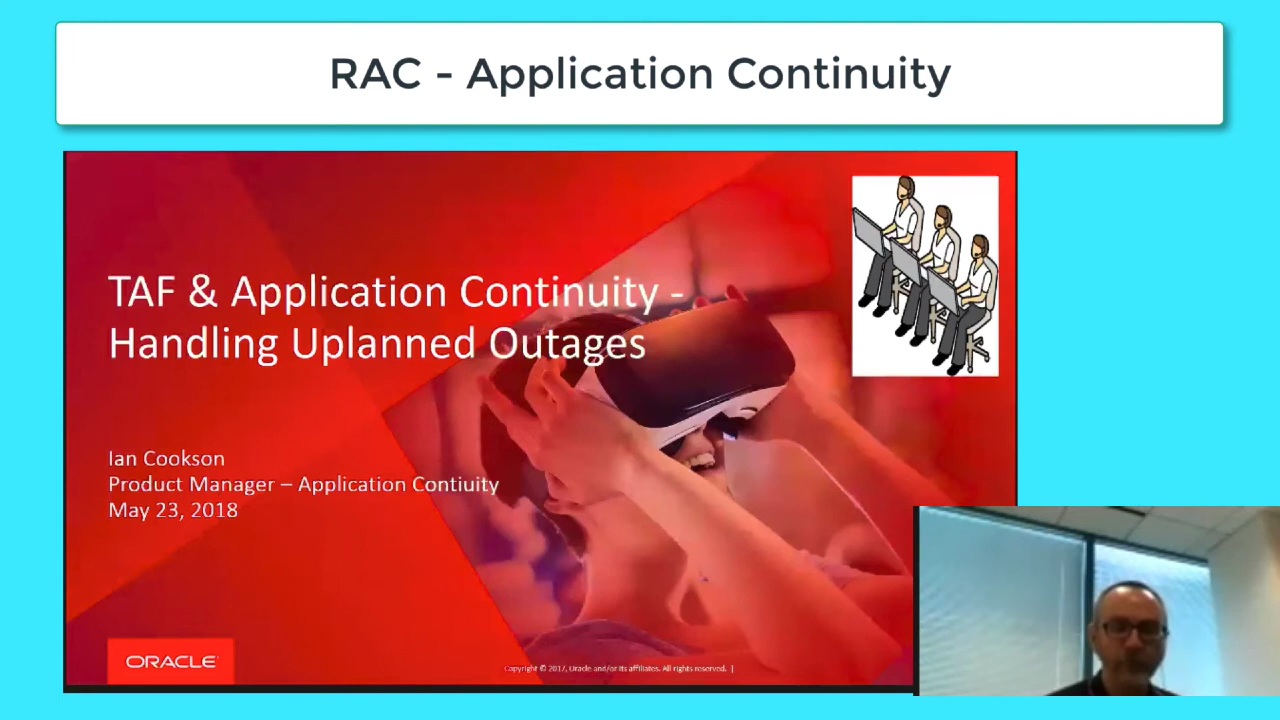 RAC - Application Continuity
TAF & Application Continuity -
Handling Uplanned Outages
Ian Cookson
Product Manager – Application Contiuity
May 23, 2018
ORACLE
Copyright © 2017, Oracle and/or its affiliates. All rights reserved. |